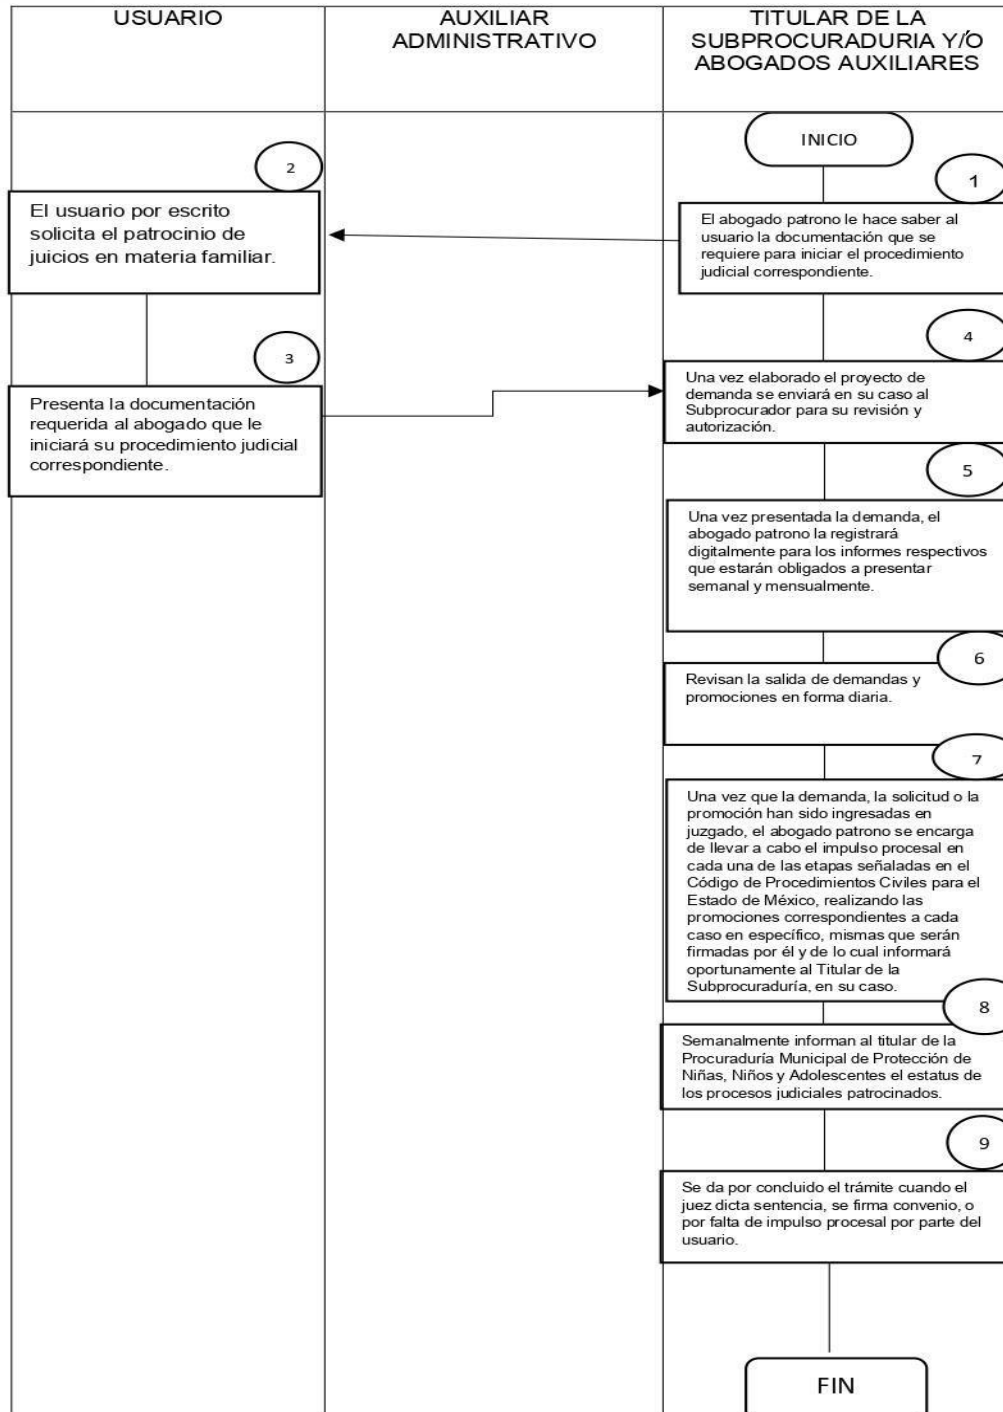 USUARIO
AUXILIAR
ADMINISTRATIVO
TITULAR DE LA
SUBPROCURADURIA Y/O
ABOGADOS AUXILIARES
INICIO
1
El abogado patrono le hace saber al
usuario la documentación que se
requiere para iniciar el procedimiento
judicial correspondiente.
2
El usuario por escrito
solicita el patrocinio de
juicios en materia familiar.
3
Presenta la documentación
requerida al abogado que le
iniciará su procedimiento judicial
correspondiente.
4
Una vez elaborado el proyecto de
demanda se enviará en su caso al
Subprocurador para su revisión y
autorización.
5
Una vez presentada la demanda, el
abogado patrono la registrará
digitalmente para los informes respectivos
que estarán obligados a presentar
semanal y mensualmente.
6
Revisan la salida de demandas y
promociones en forma diaria.
7
Una vez que la demanda, la solicitud o la
promoción han sido ingresadas en
juzgado, el abogado patrono se encarga
de llevar a cabo el impulso procesal en
cada una de las etapas señaladas en el
Código de Procedimientos Civiles para el
Estado de México, realizando las
promociones correspondientes a cada
caso en específico, mismas que serán
firmadas por él y de lo cual informará
oportunamente al Titular de la
Subprocuraduría, en su caso.
8
Semanalmente informan al titular de la
Procuraduría Municipal de Protección de
Niñas, Niños y Adolescentes el estatus de
los procesos judiciales patrocinados.
9
Se da por concluido el trámite cuando el
juez dicta sentencia, se firma convenio, o
por falta de impulso procesal por parte del
usuario.
FIN